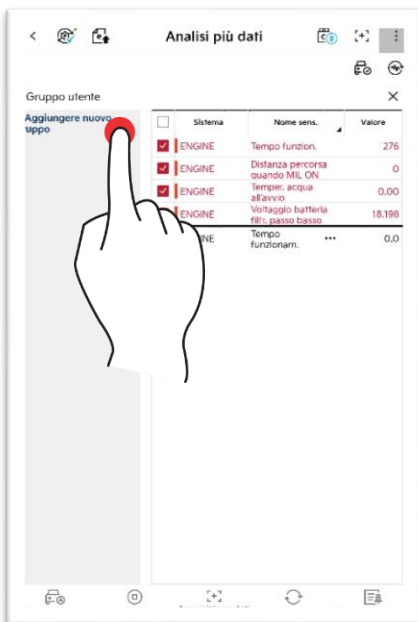 Analisi più dati
Gruppo utente
Aggiungere nuovo
uppo
Sistema Nome sens. Valore
ENGINE Tempo funzion. 276
ENGINE Distanza percorsa
quando MIL ON 0
ENGINE Temper. acqua
all'avvio 0.00
ENGINE Voltaggio batteria
filtr. passo basso 18.198
Tempo
funzionam. ... 0.0